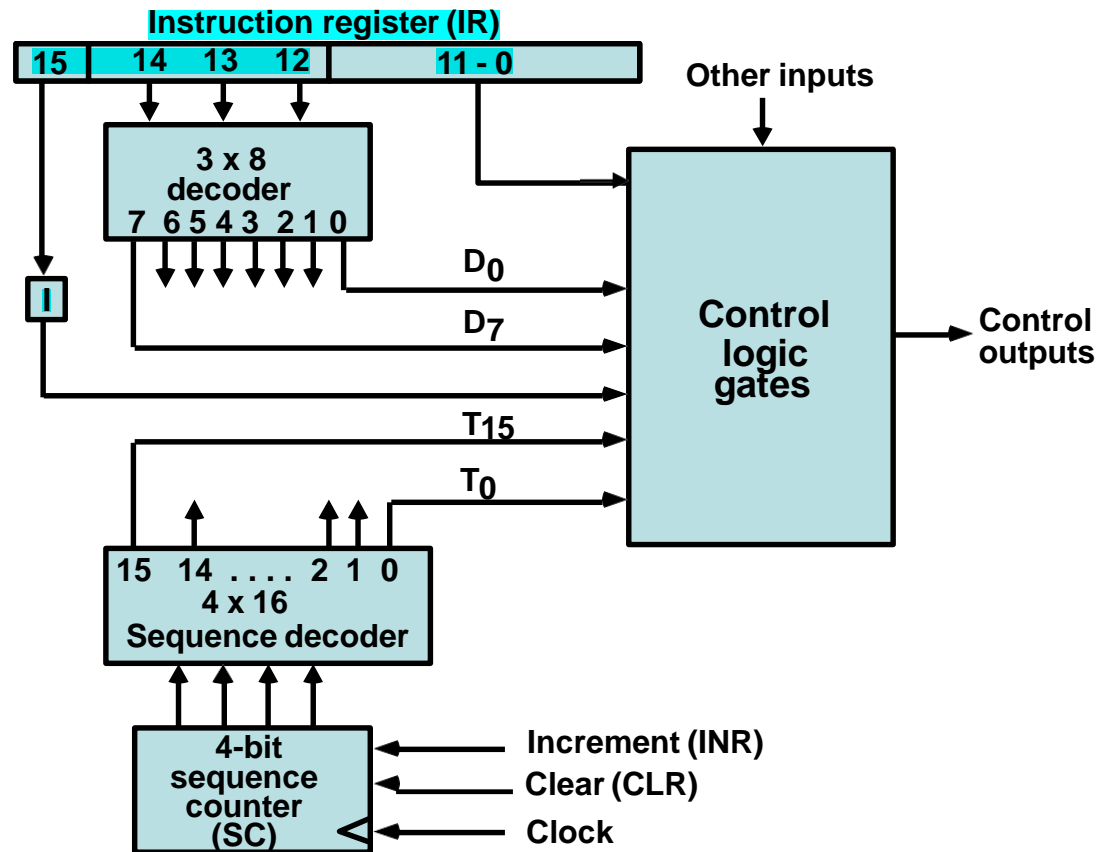 Instruction register (IR)
15 14 13 12 11 - 0
Other inputs
3 x 8
decoder
7 6 5 4 3 2 1 0
D0
I
D7
Control
logic
gates
Control
outputs
T15
T0
15 14 . . . . 2 1 0
4 x 16
Sequence decoder
4-bit
sequence
counter
(SC)
Increment (INR)
Clear (CLR)
Clock